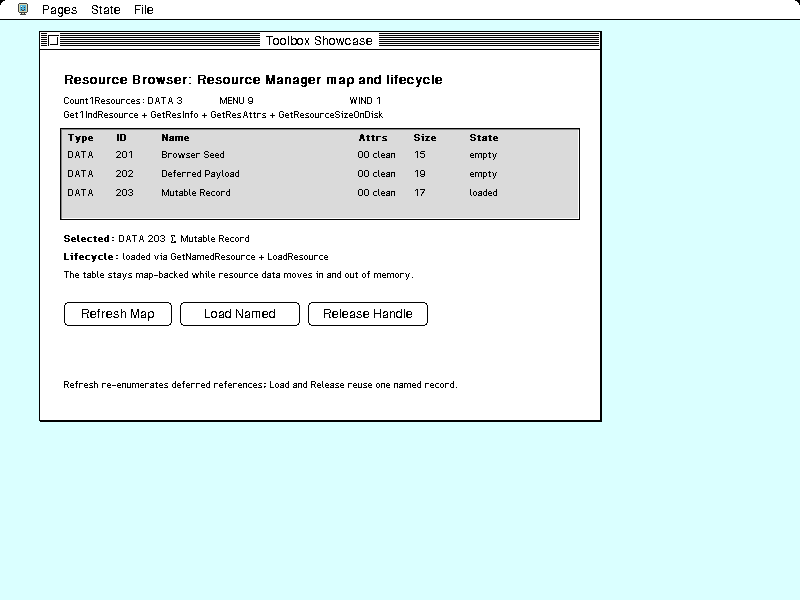 Pages State File
Toolbox Showcase
Resource Browser: Resource Manager map and lifecycle
Count1Resources: DATA 3 MENU 9 WIND 1
Get1IndResource + GetResInfo + GetResAttrs + GetResourceSizeOnDisk
Type ID Name Attrs Size State
DATA 201 Browser Seed 00 clean 15 empty
DATA 202 Deferred Payload 00 clean 19 empty
DATA 203 Mutable Record 00 clean 17 loaded
Selected: DATA 203 Σ Mutable Record
Lifecycle: loaded via GetNamedResource + LoadResource
The table stays map-backed while resource data moves in and out of memory.
Refresh Map Load Named Release Handle
Refresh re-enumerates deferred references; Load and Release reuse one named record.